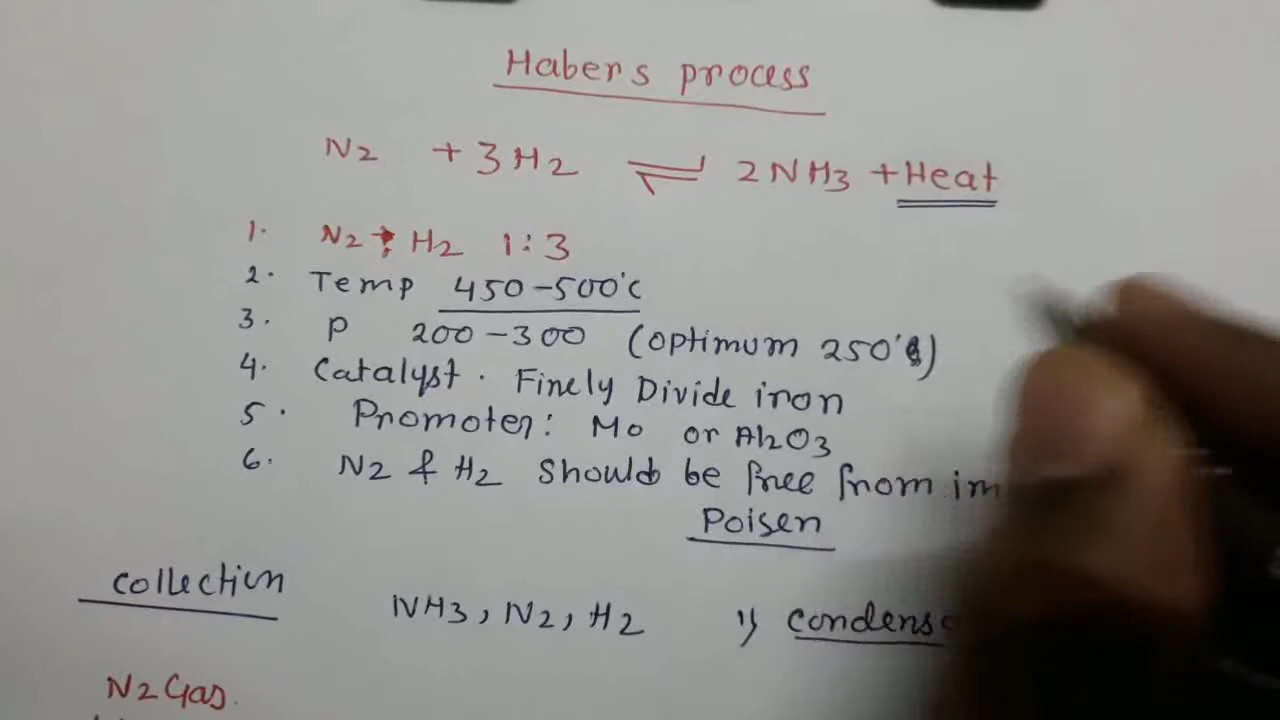 Habers process
N2 + 3H2 ⇌ 2NH3 + Heat
1. N2 : H2 1:3
2. Temp 450-500°C
3. P 200-300 (optimum 250
4. Catalyst. Finely Divide iron
5. Promoter: Mo or Al2O3
6. N2 & H2 should be free from im
Poisen
collection
NH3, N2, H2 1) condens
N2 Gas.